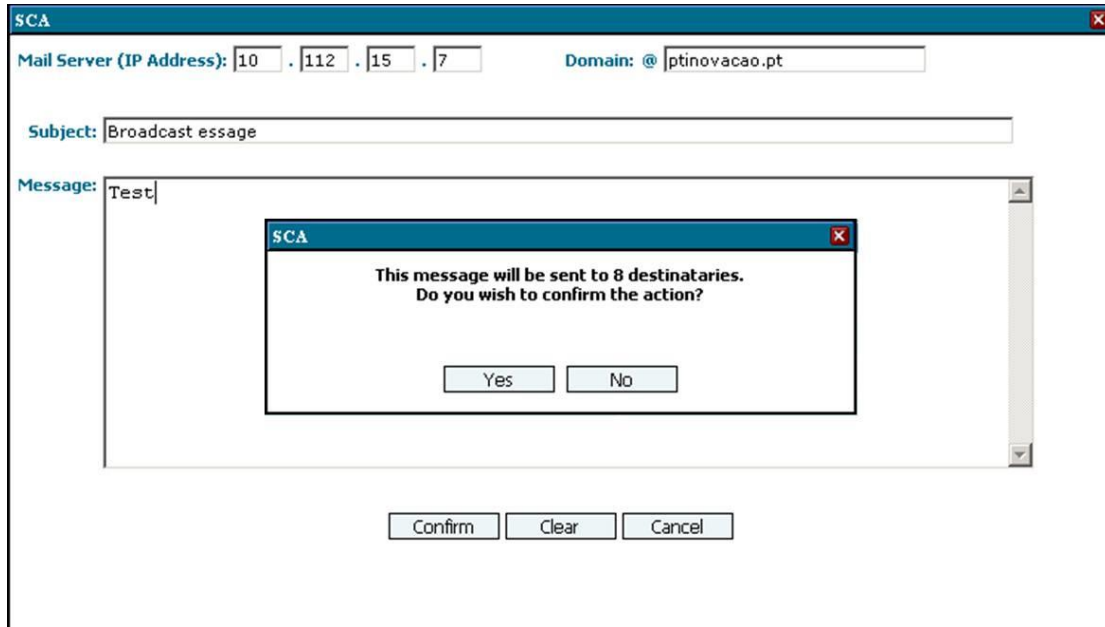 SCA
Mail Server (IP Address): 10 . 112 . 15 . 7 Domain: @ ptinovacao.pt
Subject: Broadcast essage
Message: Test
SCA
This message will be sent to 8 destinataries.
Do you wish to confirm the action?
Yes No
Confirm Clear Cancel